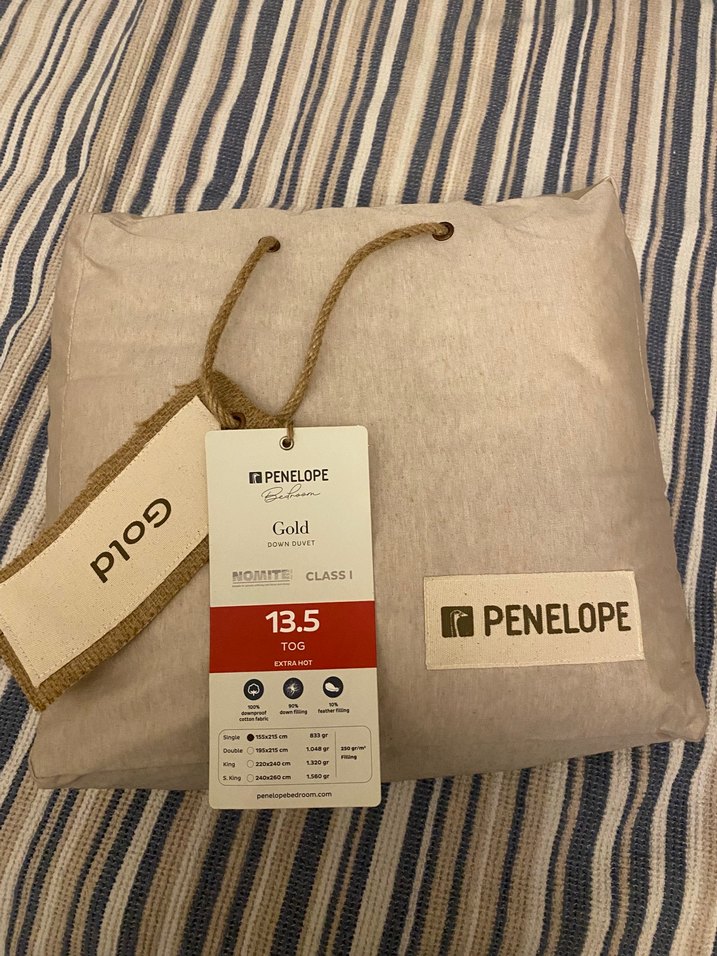 Gold
PENELOPE
Bedroom
Gold
DOWN DUVET
NOMITE
CLASS I
13.5
TOG
EXTRA HOT
100%
downproof
cotton fabric
90%
down filling
10%
feather filling
Single 155x215 cm 833 gr
Double 195x215 cm 1.048 gr
King 220x240 cm 1.320 gr
S. King 240x260 cm 1.560 gr
250 gr/m²
Filling
penelopebedroom.com
PENELOPE